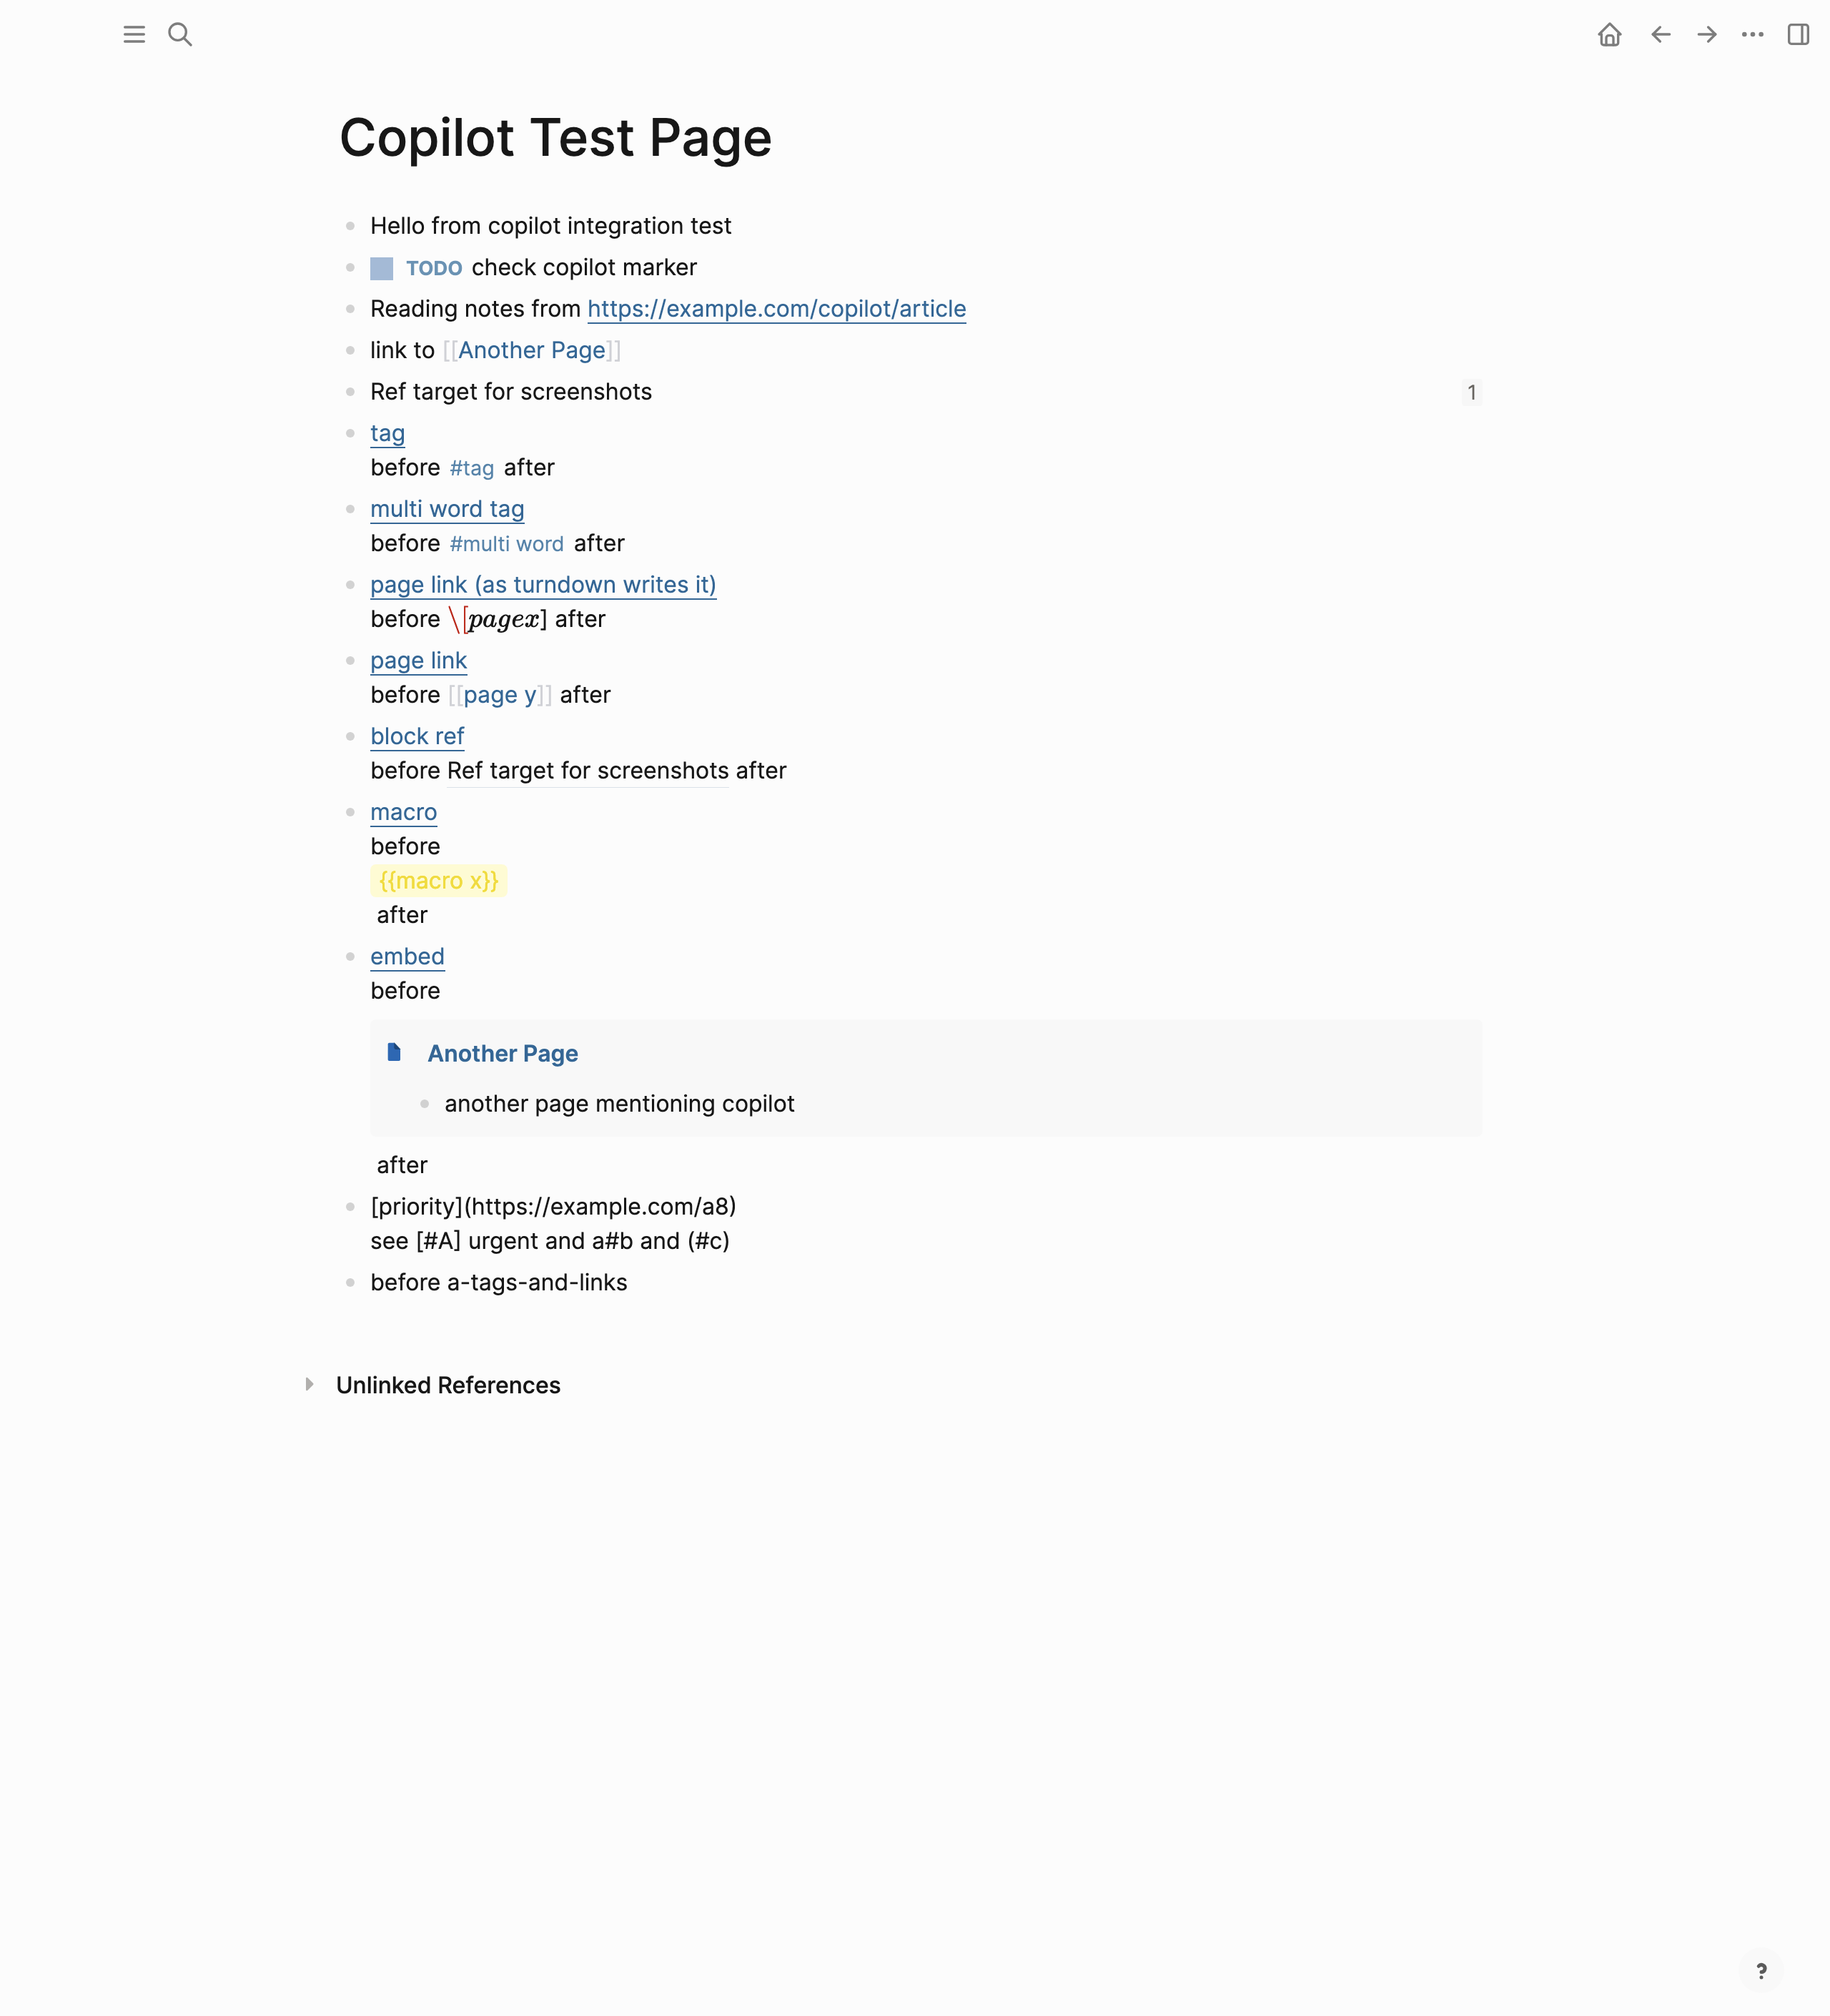 Copilot Test Page
Hello from copilot integration test
TODO check copilot marker
Reading notes from https://example.com/copilot/article
link to [[Another Page]]
Ref target for screenshots 1
tag
before #tag after
multi word tag
before #multi word after
page link (as turndown writes it)
before \[pagex] after
page link
before [[page y]] after
block ref
before Ref target for screenshots after
macro
before
{{macro x}}
after
embed
before
Another Page
another page mentioning copilot
after
[priority](https://example.com/a8)
see [#A] urgent and a#b and (#c)
before a-tags-and-links
Unlinked References
?